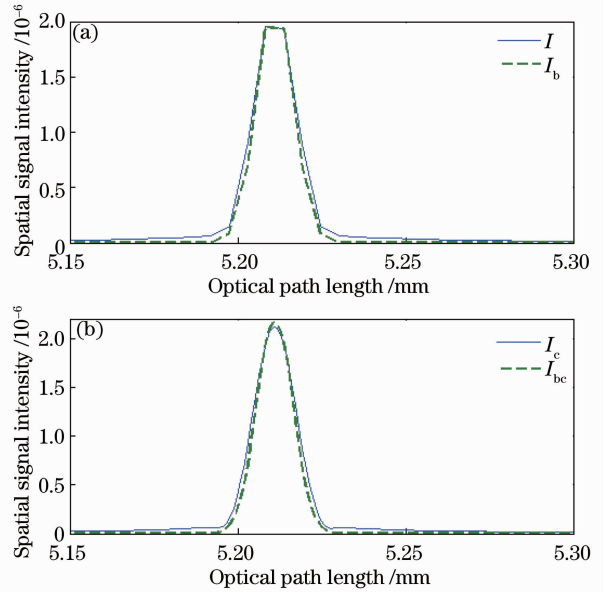 (a)
Spatial signal intensity /10⁻⁶
2.0
1.5
1.0
0.5
0
I
I_b
5.15 5.20 5.25 5.30
Optical path length /mm
(b)
Spatial signal intensity /10⁻⁶
2.0
1.5
1.0
0.5
0
I_c
I_bc
5.15 5.20 5.25 5.30
Optical path length /mm